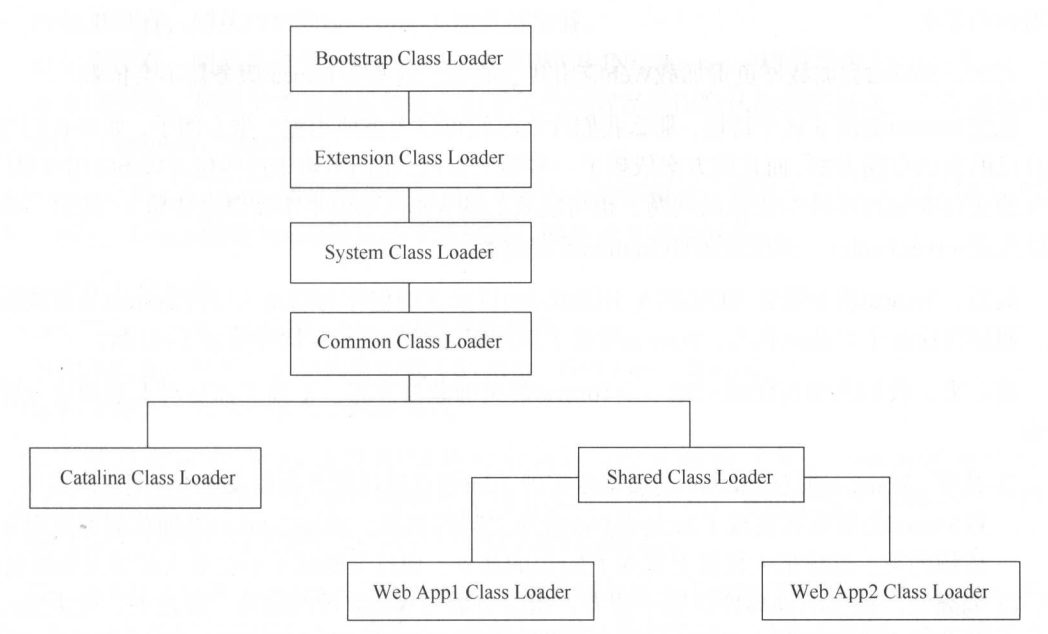 Bootstrap Class Loader
Extension Class Loader
System Class Loader
Common Class Loader
Catalina Class Loader
Shared Class Loader
Web App1 Class Loader
Web App2 Class Loader